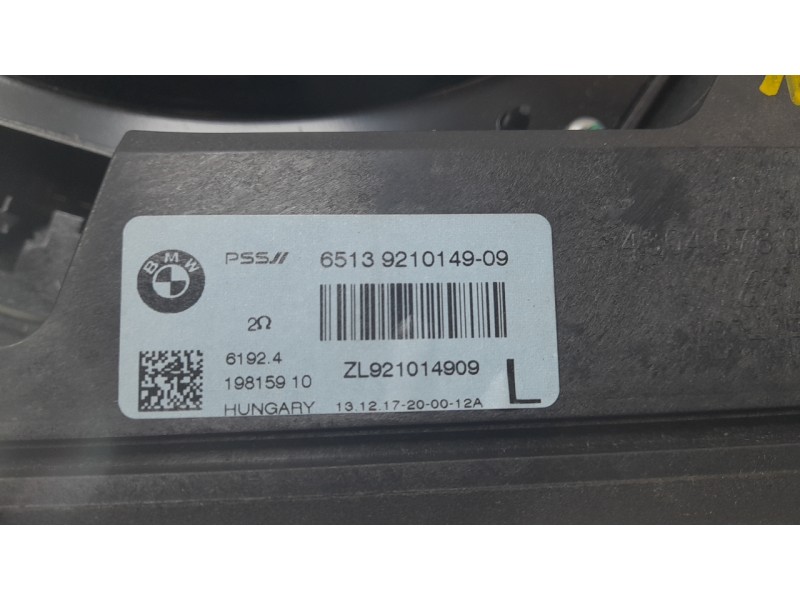 BMW
PSS//
6513 9210149-09
2Ω
6192.4
198159 10
ZL921014909
L
HUNGARY
13.12.17-20-00-12A